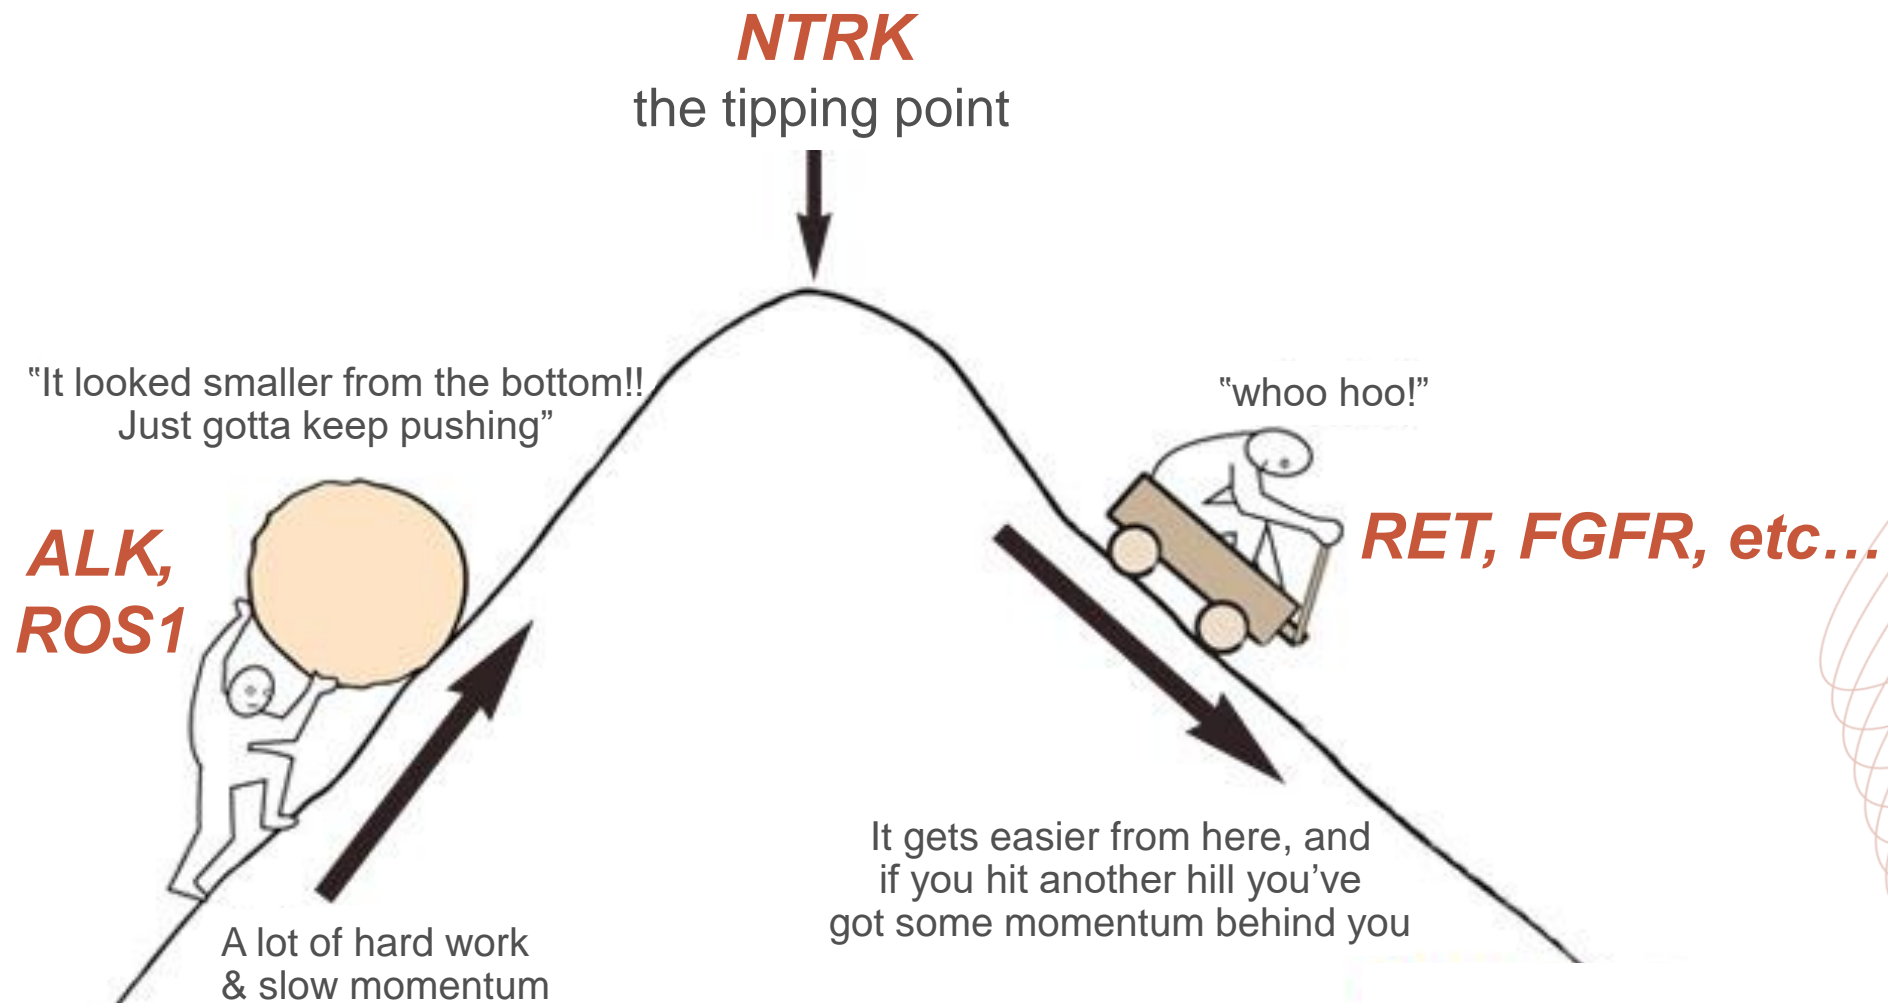 NTRK
the tipping point
"It looked smaller from the bottom!!
Just gotta keep pushing”
"whoo hoo!”
ALK,
ROS1
RET, FGFR, etc…
It gets easier from here, and
if you hit another hill you’ve
got some momentum behind you
A lot of hard work
& slow momentum